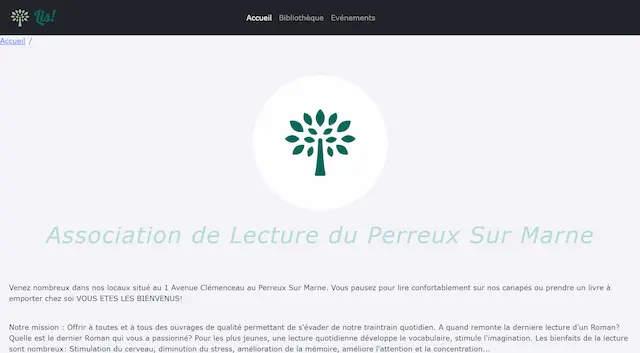 Lis!
Accueil Bibliothèque Evénements
Accueil /
Association de Lecture du Perreux Sur Marne
Venez nombreux dans nos locaux situé au 1 Avenue Clémenceau au Perreux Sur Marne. Vous pausez pour lire confortablement sur nos canapés ou prendre un livre à
emporter chez soi VOUS ETES LES BIENVENUS!
Notre mission : Offrir à toutes et à tous des ouvrages de qualité permettant de s'évader de notre traintrain quotidien. A quand remonte la derniere lecture d'un Roman?
Quelle est le dernier Roman qui vous a passionné? Pour les plus jeunes, une lecture quotidienne développe le vocabulaire, stimule l'imagination. Les bienfaits de la lecture
sont nombreux: Stimulation du cerveau, diminution du stress, amélioration de la mémoire, améliore l'attention et la concentration...